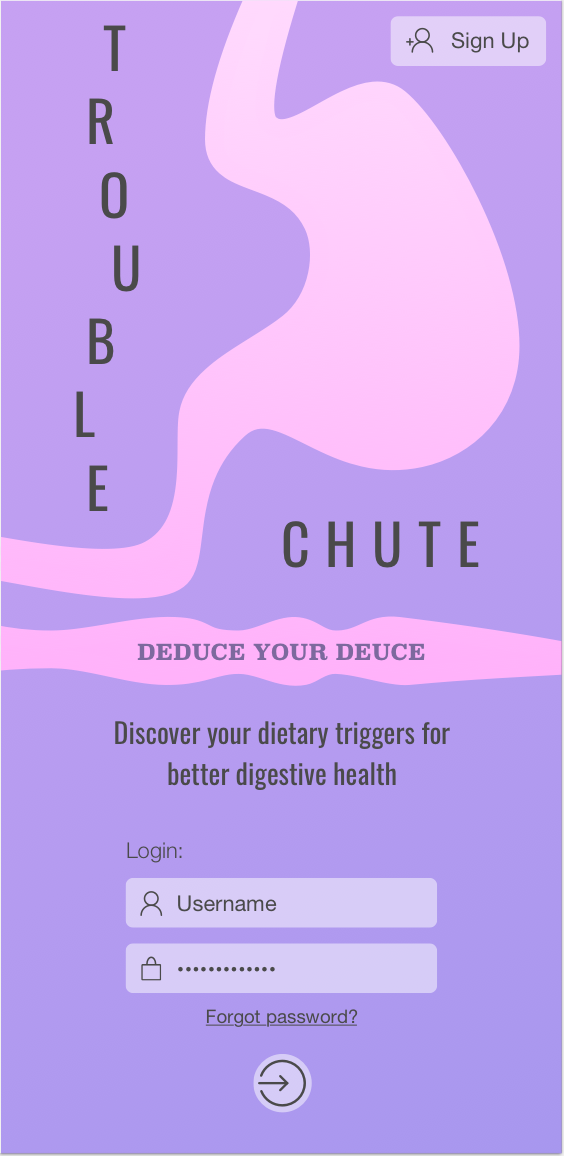 Sign Up
TROUBLE
CHUTE
DEDUCE YOUR DEUCE
Discover your dietary triggers for
better digestive health
Login:
Username
•••••••••••••
Forgot password?